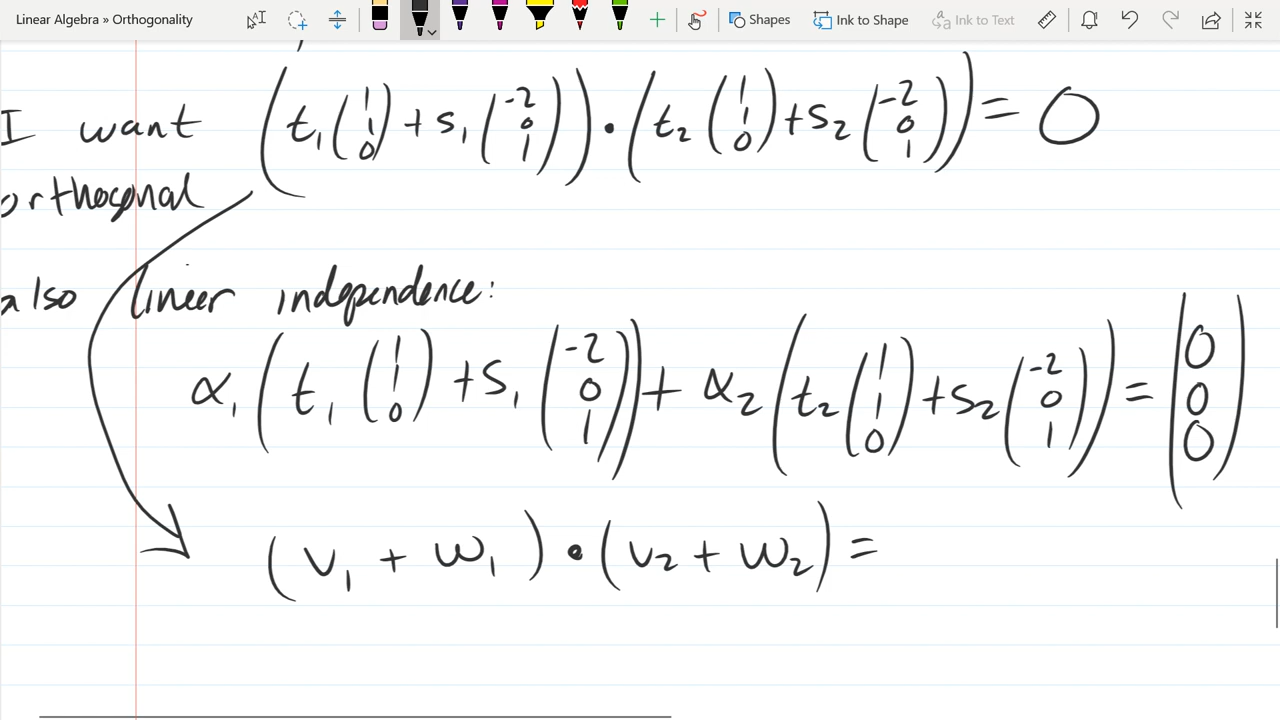 Linear Algebra » Orthogonality Shapes Ink to Shape Ink to Text
I want (t₁(1 1 0) + s₁(-2 0 1)) • (t₂(1 1 0) + s₂(-2 0 1)) = 0
orthogonal
also linear independence:
α₁(t₁(1 1 0) + s₁(-2 0 1)) + α₂(t₂(1 1 0) + s₂(-2 0 1)) = (0 0 0)
(v₁ + w₁) • (v₂ + w₂) =